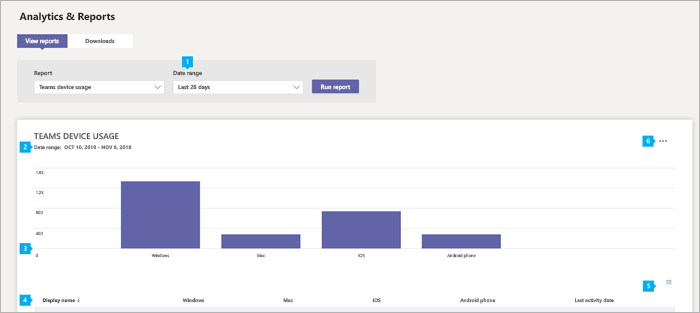 Analytics & Reports
View reports
Downloads
1
Report
Date range
Teams device usage
Last 28 days
Run report
TEAMS DEVICE USAGE
6
2
Date range: OCT 10, 2018 - NOV 8, 2018
1.6K
1.2K
800
400
3
0
Windows
Mac
iOS
Android phone
5
4
Display name ↓
Windows
Mac
iOS
Android phone
Last activity date